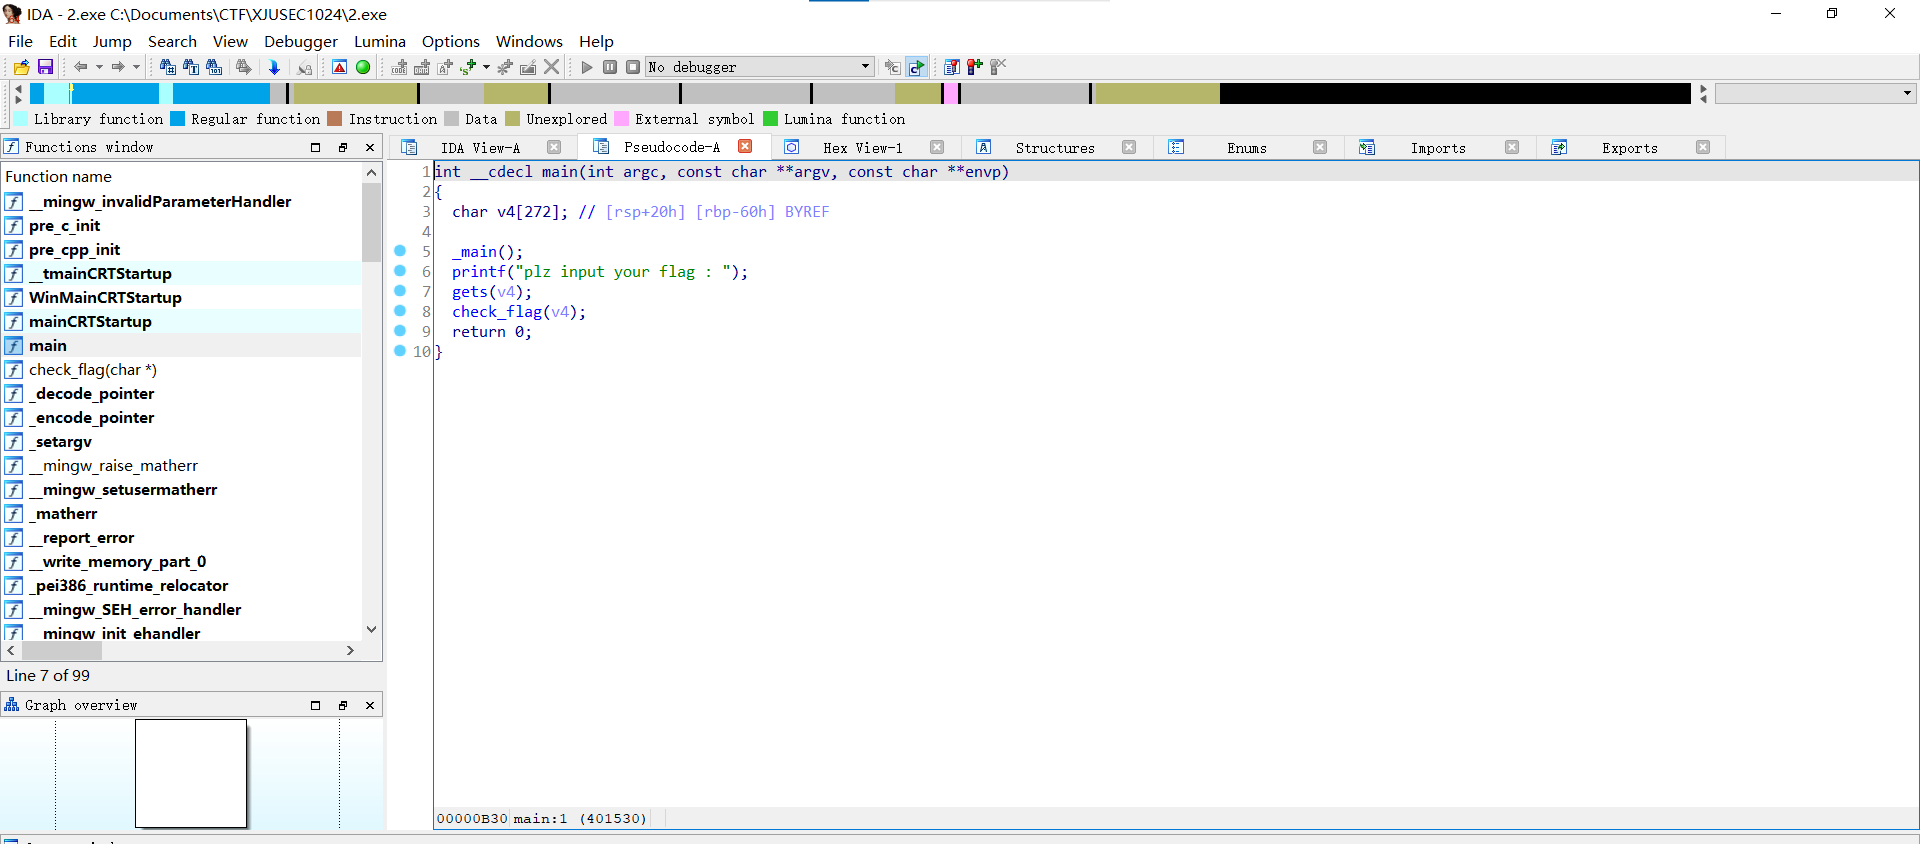 IDA - 2.exe C:\Documents\CTF\XJUSEC1024\2.exe
File Edit Jump Search View Debugger Lumina Options Windows Help
No debugger
Library function Regular function Instruction Data Unexplored External symbol Lumina function
Functions window
IDA View-A Pseudocode-A Hex View-1 Structures Enums Imports Exports
Function name
__mingw_invalidParameterHandler
pre_c_init
pre_cpp_init
__tmainCRTStartup
WinMainCRTStartup
mainCRTStartup
main
check_flag(char *)
_decode_pointer
_encode_pointer
_setargv
__mingw_raise_matherr
__mingw_setusermatherr
_matherr
__report_error
__write_memory_part_0
_pei386_runtime_relocator
__mingw_SEH_error_handler
__mingw_init_ehandler
Line 7 of 99
Graph overview
1 int __cdecl main(int argc, const char **argv, const char **envp)
2 {
3 char v4[272]; // [rsp+20h] [rbp-60h] BYREF
4
5 _main();
6 printf("plz input your flag : ");
7 gets(v4);
8 check_flag(v4);
9 return 0;
10 }
00000B30 main:1 (401530)